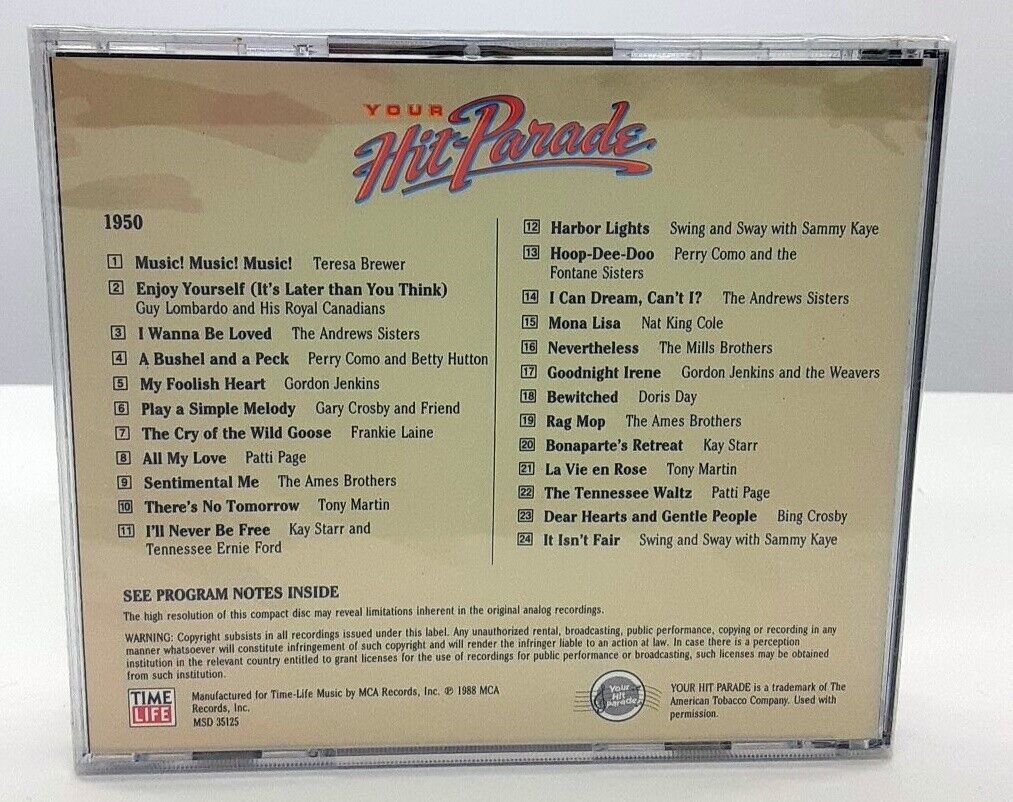 YOUR
Hit Parade
1950
1 Music! Music! Music! Teresa Brewer
2 Enjoy Yourself (It's Later than You Think)
Guy Lombardo and His Royal Canadians
3 I Wanna Be Loved The Andrews Sisters
4 A Bushel and a Peck Perry Como and Betty Hutton
5 My Foolish Heart Gordon Jenkins
6 Play a Simple Melody Gary Crosby and Friend
7 The Cry of the Wild Goose Frankie Laine
8 All My Love Patti Page
9 Sentimental Me The Ames Brothers
10 There's No Tomorrow Tony Martin
11 I'll Never Be Free Kay Starr and
Tennessee Ernie Ford
12 Harbor Lights Swing and Sway with Sammy Kaye
13 Hoop-Dee-Doo Perry Como and the
Fontane Sisters
14 I Can Dream, Can't I? The Andrews Sisters
15 Mona Lisa Nat King Cole
16 Nevertheless The Mills Brothers
17 Goodnight Irene Gordon Jenkins and the Weavers
18 Bewitched Doris Day
19 Rag Mop The Ames Brothers
20 Bonaparte's Retreat Kay Starr
21 La Vie en Rose Tony Martin
22 The Tennessee Waltz Patti Page
23 Dear Hearts and Gentle People Bing Crosby
24 It Isn't Fair Swing and Sway with Sammy Kaye
SEE PROGRAM NOTES INSIDE
The high resolution of this compact disc may reveal limitations inherent in the original analog recordings.
WARNING: Copyright subsists in all recordings issued under this label. Any unauthorized rental, broadcasting, public performance, copying or recording in any
manner whatsoever will constitute infringement of such copyright and will render the infringer liable to an action at law. In case there is a perception
institution in the relevant country entitled to grant licenses for the use of recordings for public performance or broadcasting, such licenses may be obtained
from such institution.
TIME
LIFE
Manufactured for Time-Life Music by MCA Records, Inc. ℗ 1988 MCA
Records, Inc.
MSD 35125
Your
Hit
Parade
YOUR HIT PARADE is a trademark of The
American Tobacco Company. Used with
permission.